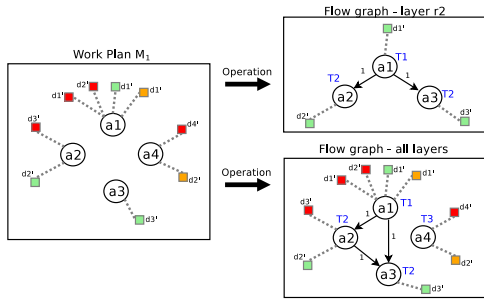 Work Plan M₁
d2'
d1'
d1'
d1'
d3'
a1
d4'
a2
a4
d2'
d2'
a3
d3'
Operation
Operation
Flow graph - layer r2
d1'
T1
a1
1
1
T2
T2
a2
a3
d2'
d3'
Flow graph - all layers
d2'
d1'
d1'
d1'
d3'
a1
T1
d4'
T2
1
T3
a2
1
a4
1
d2'
a3
T2
d2'
d3'